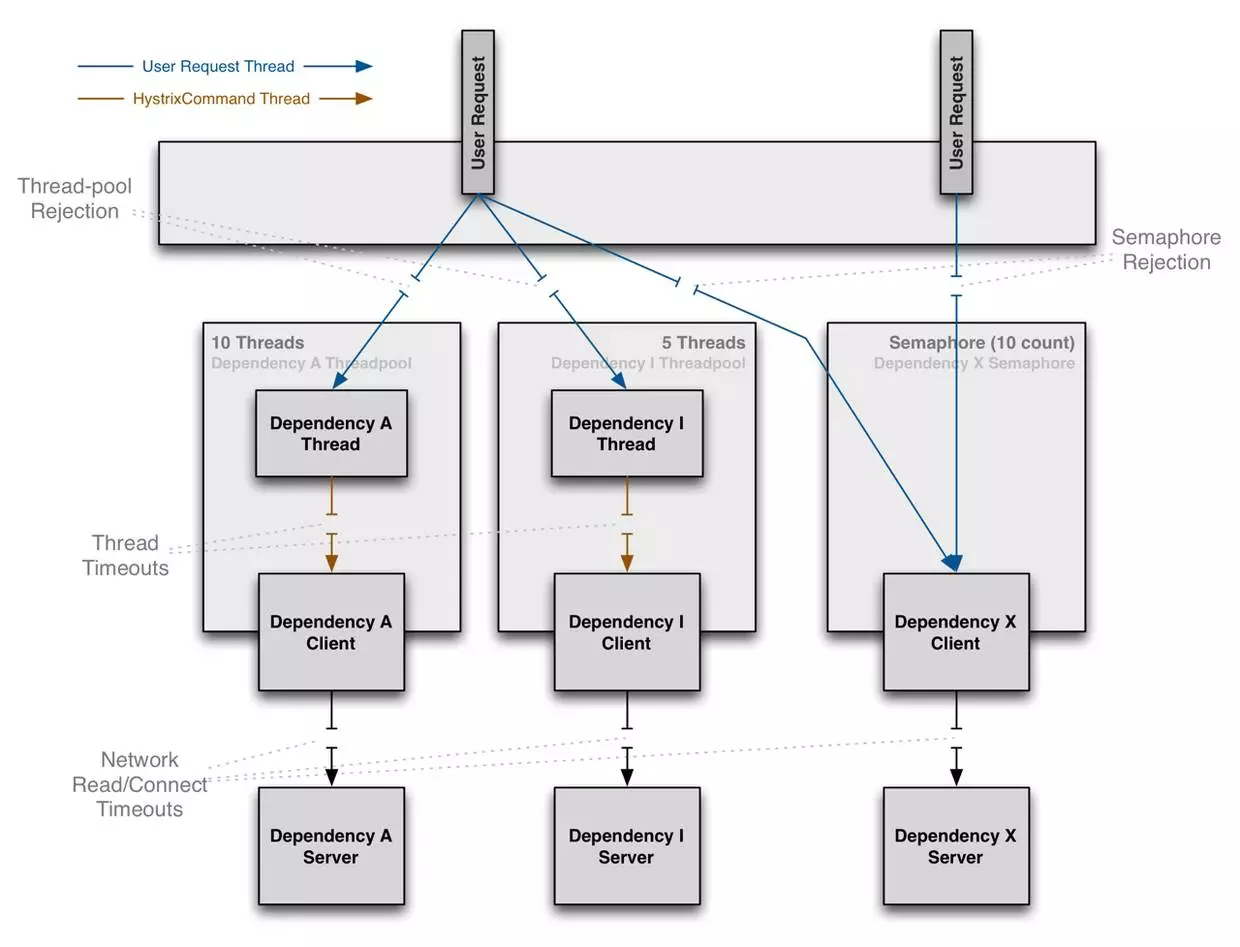 User Request Thread
HystrixCommand Thread
User Request
User Request
Thread-pool
Rejection
Semaphore
Rejection
10 Threads
Dependency A Threadpool
5 Threads
Dependency I Threadpool
Semaphore (10 count)
Dependency X Semaphore
Dependency A
Thread
Dependency I
Thread
Thread
Timeouts
Dependency A
Client
Dependency I
Client
Dependency X
Client
Network
Read/Connect
Timeouts
Dependency A
Server
Dependency I
Server
Dependency X
Server